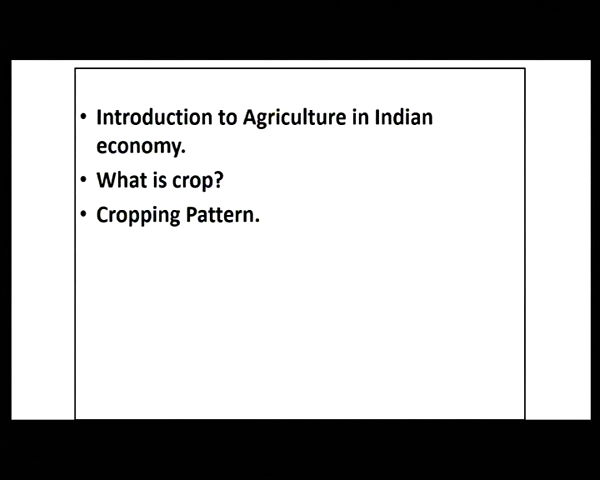 • Introduction to Agriculture in Indian
economy.
• What is crop?
• Cropping Pattern.